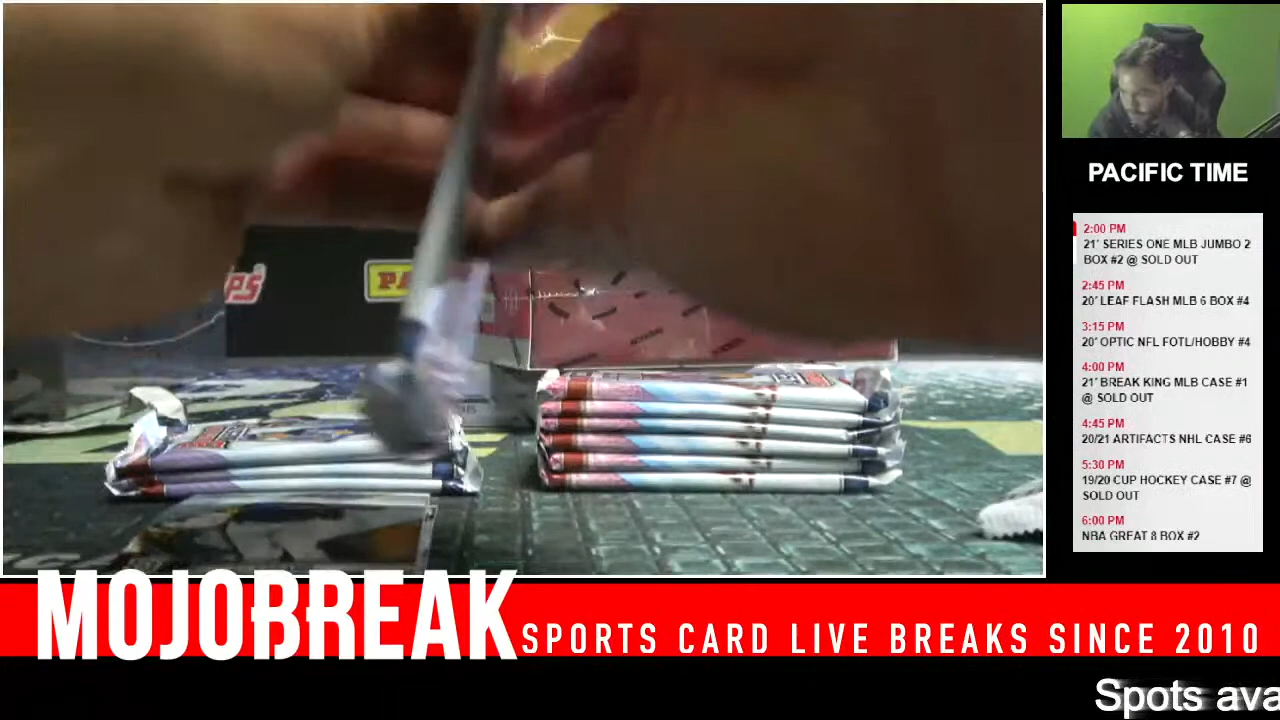 PACIFIC TIME
2:00 PM
21' SERIES ONE MLB JUMBO 2
BOX #2 @ SOLD OUT
2:45 PM
20' LEAF FLASH MLB 6 BOX #4
3:15 PM
20' OPTIC NFL FOTL/HOBBY #4
4:00 PM
21' BREAK KING MLB CASE #1
@ SOLD OUT
4:45 PM
20/21 ARTIFACTS NHL CASE #6
5:30 PM
19/20 CUP HOCKEY CASE #7 @
SOLD OUT
6:00 PM
NBA GREAT 8 BOX #2
PS
PA
MOJOBREAK
SPORTS CARD LIVE BREAKS SINCE 2010
Spots ava